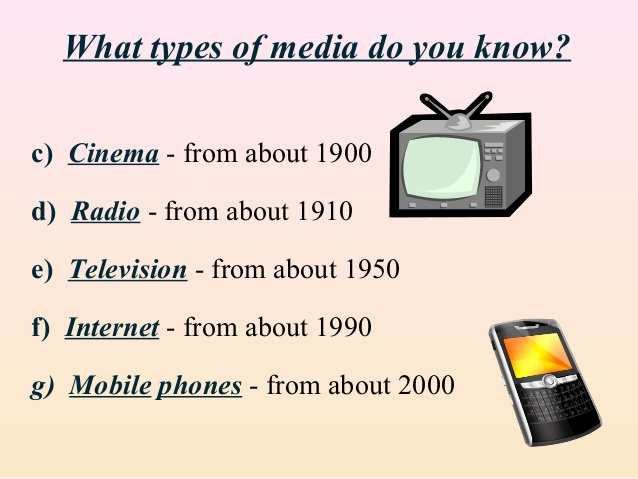 What types of media do you know?
c) Cinema - from about 1900
d) Radio - from about 1910
e) Television - from about 1950
f) Internet - from about 1990
g) Mobile phones - from about 2000